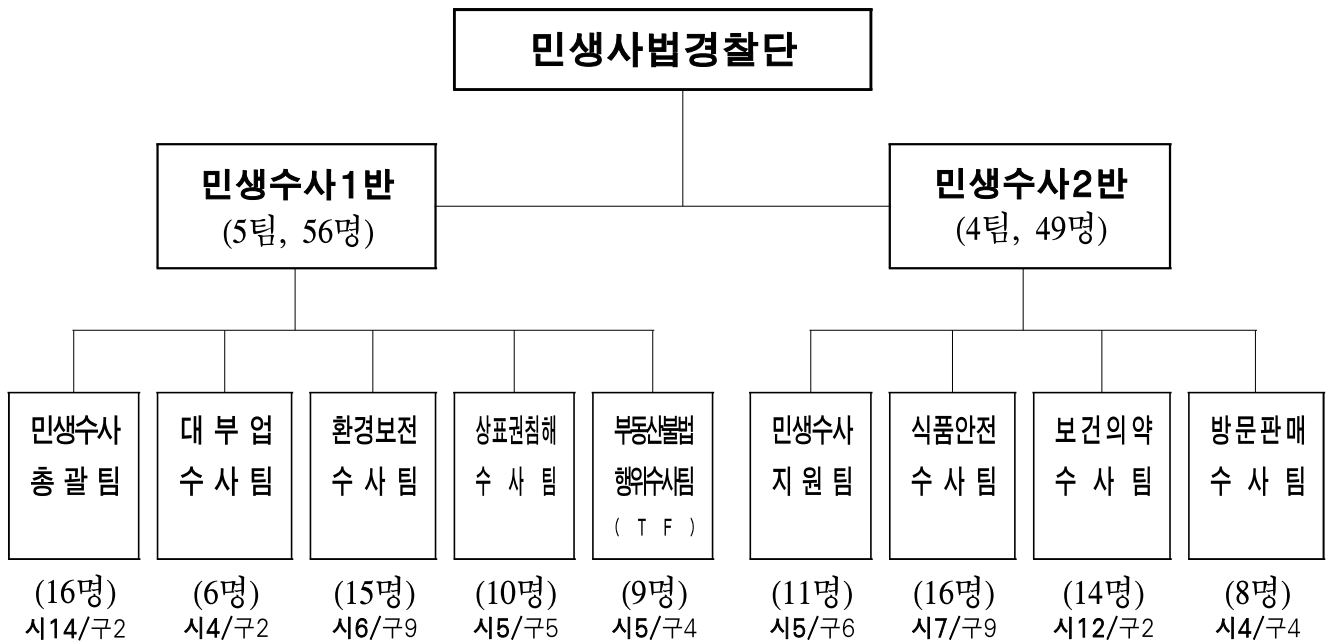 민생사법경찰단
민생수사1반
(5팀, 56명)
민생수사2반
(4팀, 49명)
민생수사
총 괄 팀
(16명)
시14/구2
대 부 업
수 사 팀
(6명)
시4/구2
환경보전
수 사 팀
(15명)
시6/구9
상표권침해
수 사 팀
(10명)
시5/구5
부동산불법
행위수사팀
( T F )
(9명)
시5/구4
민생수사
지 원 팀
(11명)
시5/구6
식품안전
수 사 팀
(16명)
시7/구9
보건의약
수 사 팀
(14명)
시12/구2
방문판매
수 사 팀
(8명)
시4/구4